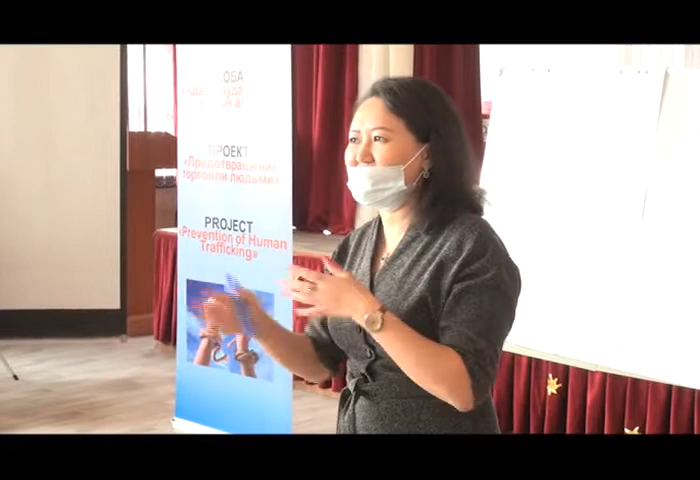 ПРОЕКТ
«Предотвращение
торговли людьми»
PROJECT
«Prevention of Human
Trafficking»